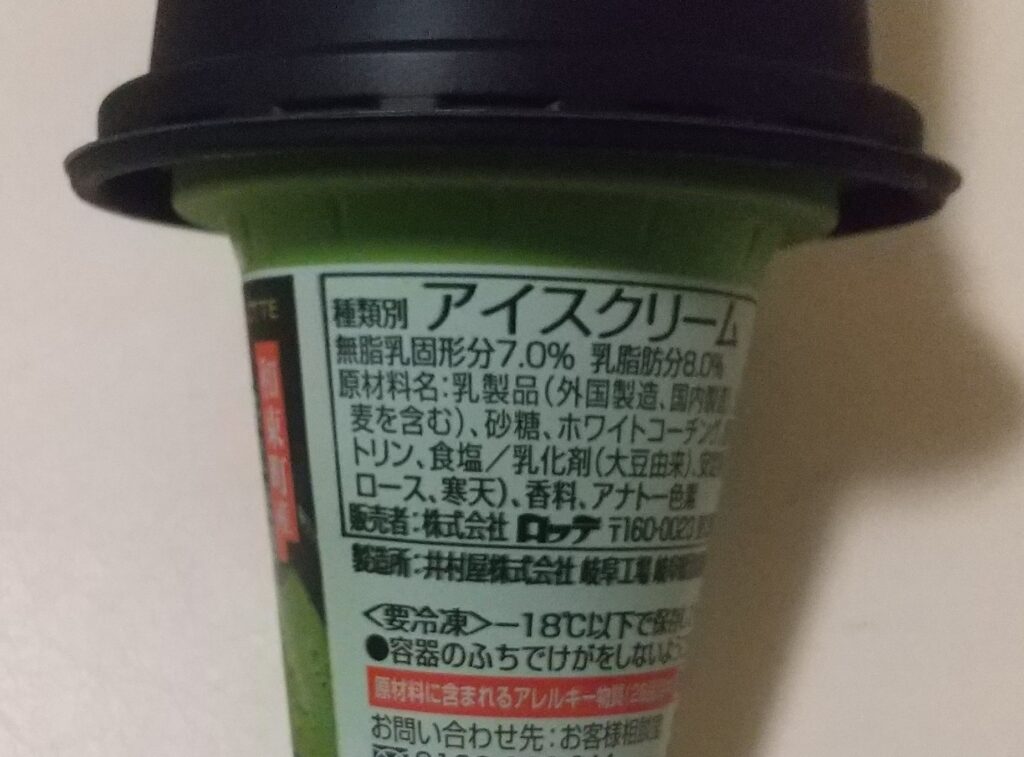 種類別 アイスクリーム
無脂乳固形分7.0% 乳脂肪分8.0%
原材料名:乳製品(外国製造、国内製造
麦を含む)、砂糖、ホワイトコーチング
トリン、食塩/乳化剤(大豆由来)、安定
ロース、寒天)、香料、アナトー色素
販売者:株式会社 ロッテ 〒160-0023
製造所:井村屋株式会社 岐阜工場
<要冷凍>-18℃以下で保存
●容器のふちでけがをしないよ
原材料に含まれるアレルギー物質(28品目
お問い合わせ先:お客様相談室